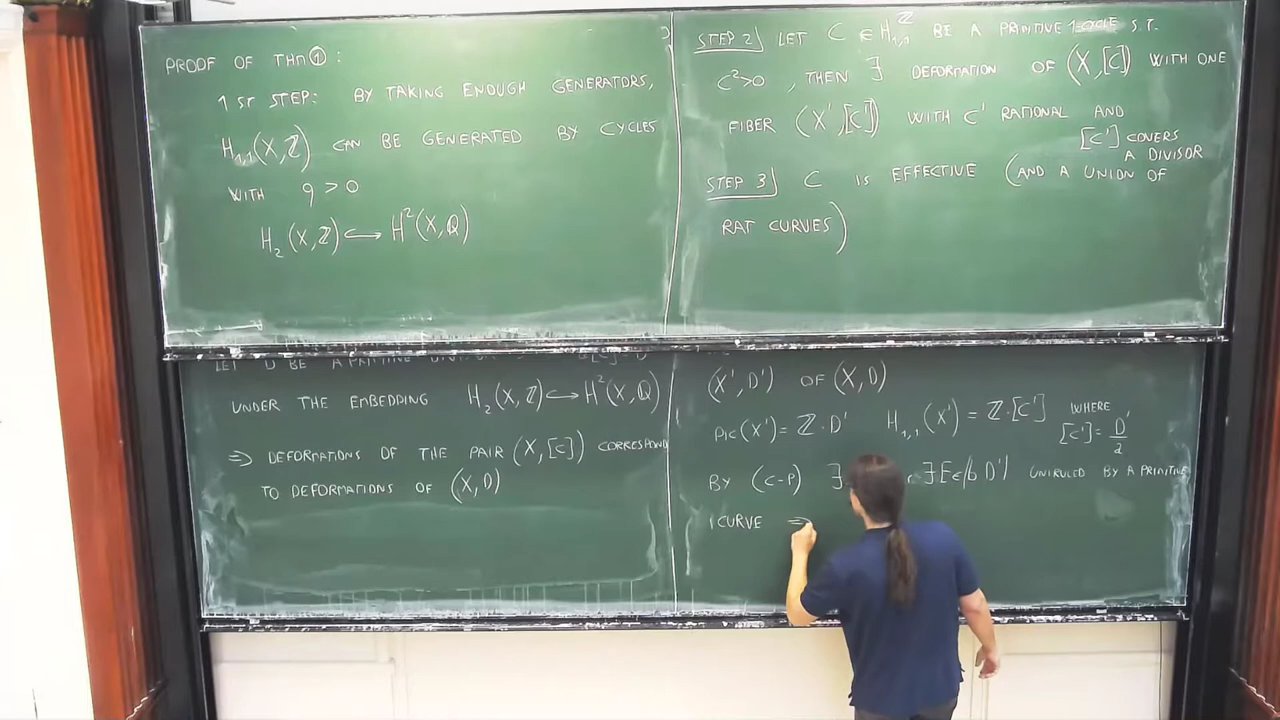 PROOF OF THM ①:
1 ST STEP: BY TAKING ENOUGH GENERATORS,
H₁,₁(X,ℤ) CAN BE GENERATED BY CYCLES
WITH q > 0
H₂(X,ℤ) ↪ H²(X,ℚ)
STEP 2) LET C ∈ H₁,₁^ℤ BE A PRIMITIVE 1-CYCLE S.T.
C²>0, THEN ∃ DEFORMATION OF (X,[C]) WITH ONE
FIBER (X',[C']) WITH C' RATIONAL AND
[C'] COVERS
A DIVISOR
STEP 3) C IS EFFECTIVE (AND A UNION OF
RAT CURVES)
LET D BE A PRIMITIVE
UNDER THE EMBEDDING H₂(X,ℤ) ↪ H²(X,ℚ)
⇒ DEFORMATIONS OF THE PAIR (X,[C]) CORRESPOND
TO DEFORMATIONS OF (X,D)
(X',D') OF (X,D)
PIC(X') = ℤ·D' H₁,₁(X') = ℤ·[C'] WHERE
[C'] = D'/2
BY (C-P) ∃ ∃ E ∈ |bD'| UNIRULED BY A PRIMITIVE
CURVE ⇒